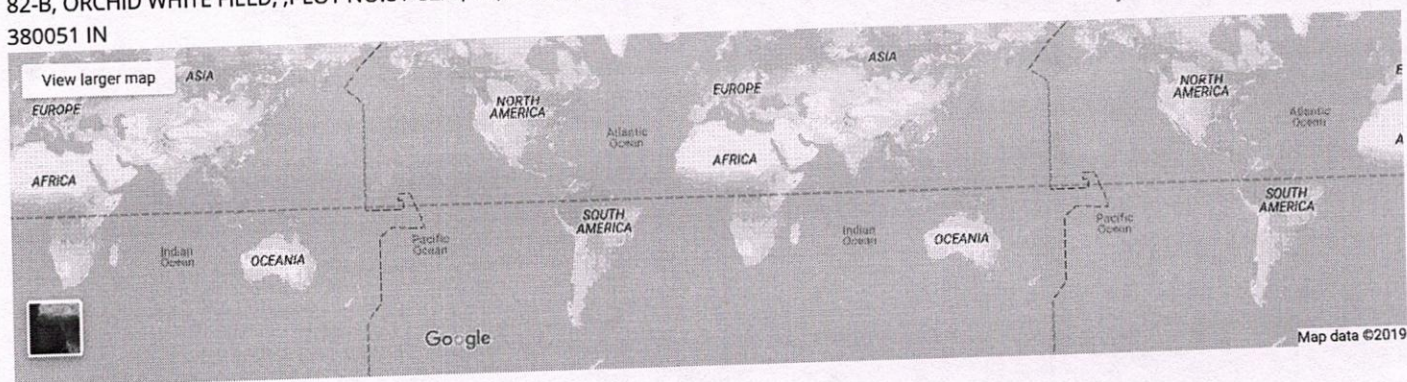 82-B, ORCHID WHITE FIELD,
380051 IN
View larger map
ASIA
ASIA
EUROPE
NORTH
AMERICA
EUROPE
NORTH
AMERICA
Atlantic
Ocean
Atlantic
Ocean
AFRICA
AFRICA
SOUTH
AMERICA
SOUTH
AMERICA
Indian
Ocean
OCEANIA
Pacific
Ocean
Indian
Ocean
OCEANIA
Pacific
Ocean
Google
Map data ©2019